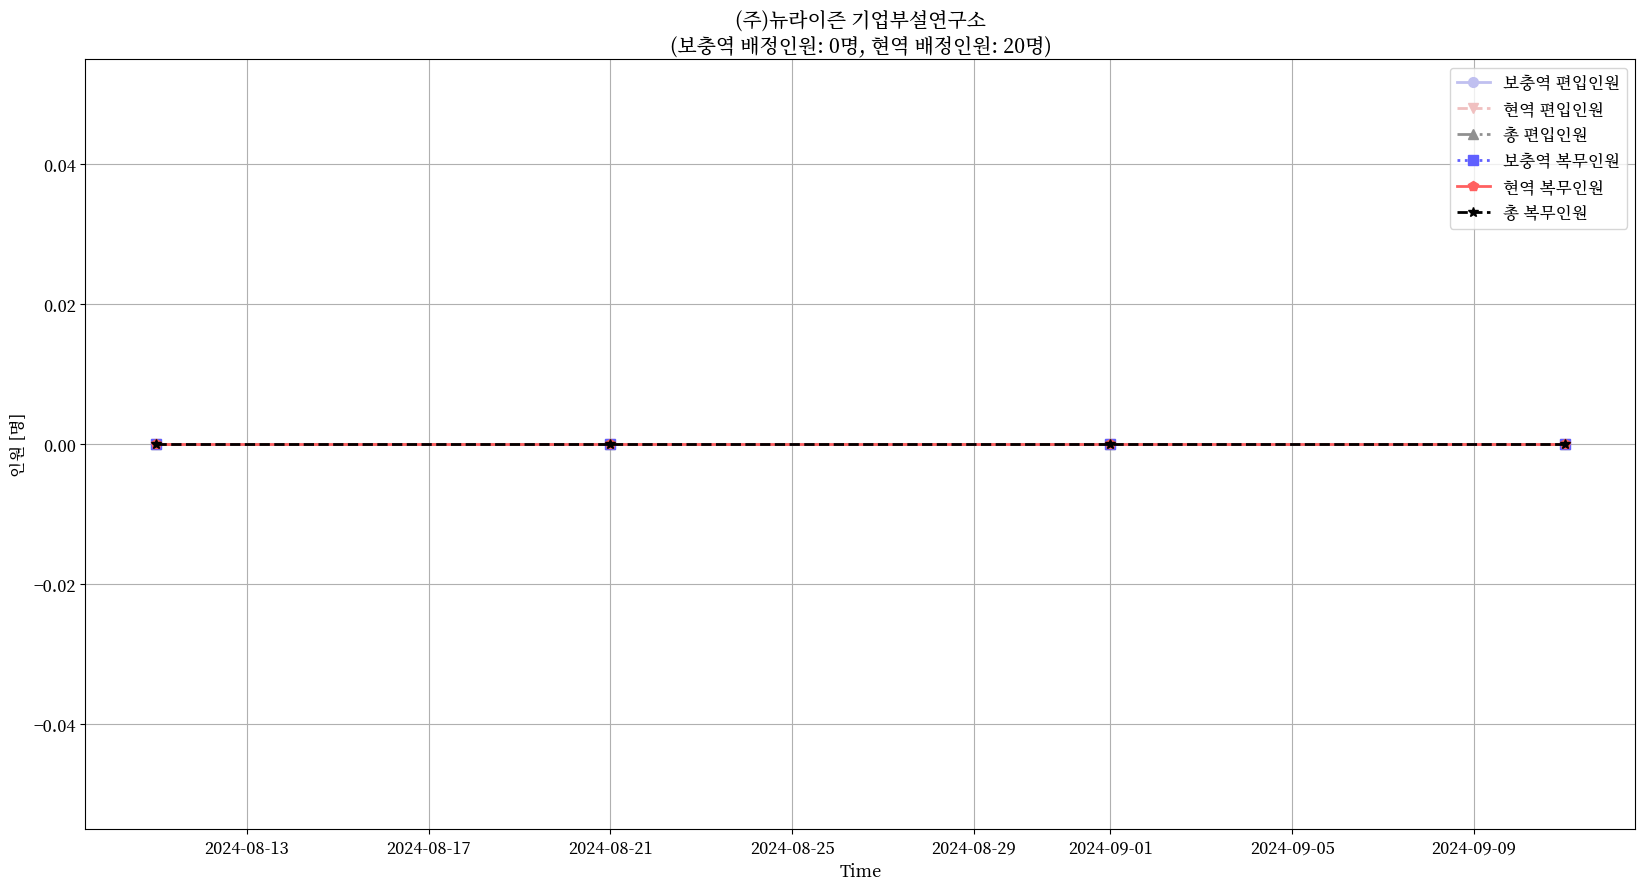 (주)뉴라이즌 기업부설연구소
(보충역 배정인원: 0명, 현역 배정인원: 20명)
보충역 편입인원
현역 편입인원
총 편입인원
보충역 복무인원
현역 복무인원
총 복무인원
인원 [명]
0.04
0.02
0.00
−0.02
−0.04
2024-08-13 2024-08-17 2024-08-21 2024-08-25 2024-08-29 2024-09-01 2024-09-05 2024-09-09
Time